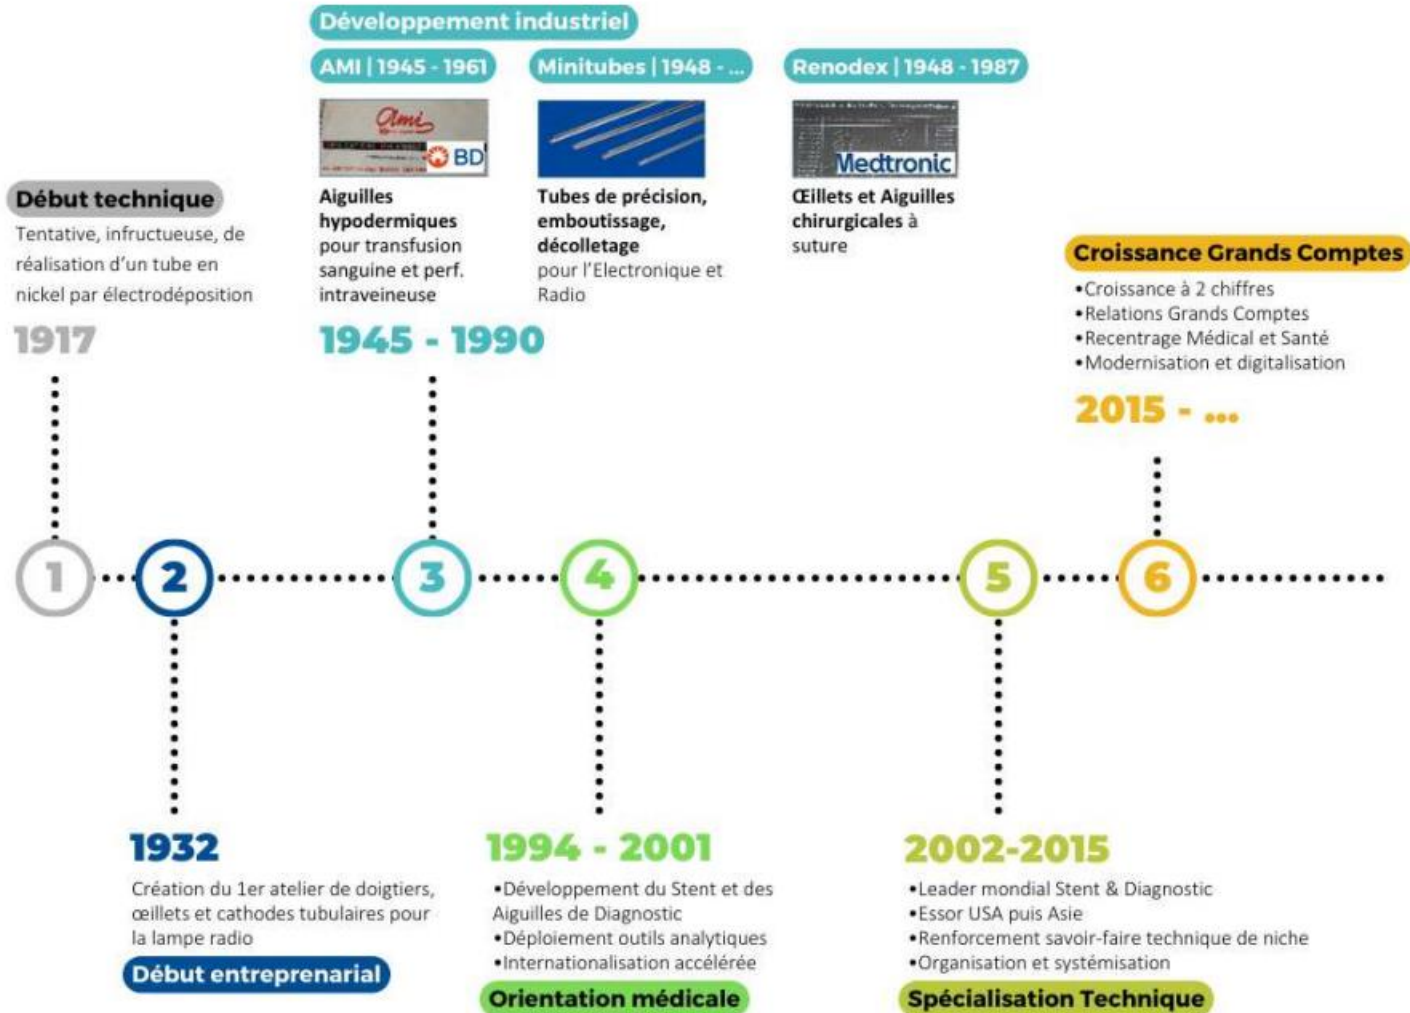 Développement industriel
AMI | 1945 - 1961
Minitubes | 1948 - ...
Renodex | 1948 - 1987
ami
BD
Medtronic
Début technique
Tentative, infructueuse, de
réalisation d'un tube en
nickel par électrodéposition
1917
Aiguilles
hypodermiques
pour transfusion
sanguine et perf.
intraveineuse
Tubes de précision,
emboutissage,
décolletage
pour l'Electronique et
Radio
Œillets et Aiguilles
chirurgicales à
suture
1945 - 1990
Croissance Grands Comptes
•Croissance à 2 chiffres
•Relations Grands Comptes
•Recentrage Médical et Santé
•Modernisation et digitalisation
2015 - ...
1
2
3
4
5
6
1932
Création du 1er atelier de doigtiers,
œillets et cathodes tubulaires pour
la lampe radio
Début entreprenarial
1994 - 2001
•Développement du Stent et des
Aiguilles de Diagnostic
•Déploiement outils analytiques
•Internationalisation accélérée
Orientation médicale
2002-2015
•Leader mondial Stent & Diagnostic
•Essor USA puis Asie
•Renforcement savoir-faire technique de niche
•Organisation et systémisation
Spécialisation Technique